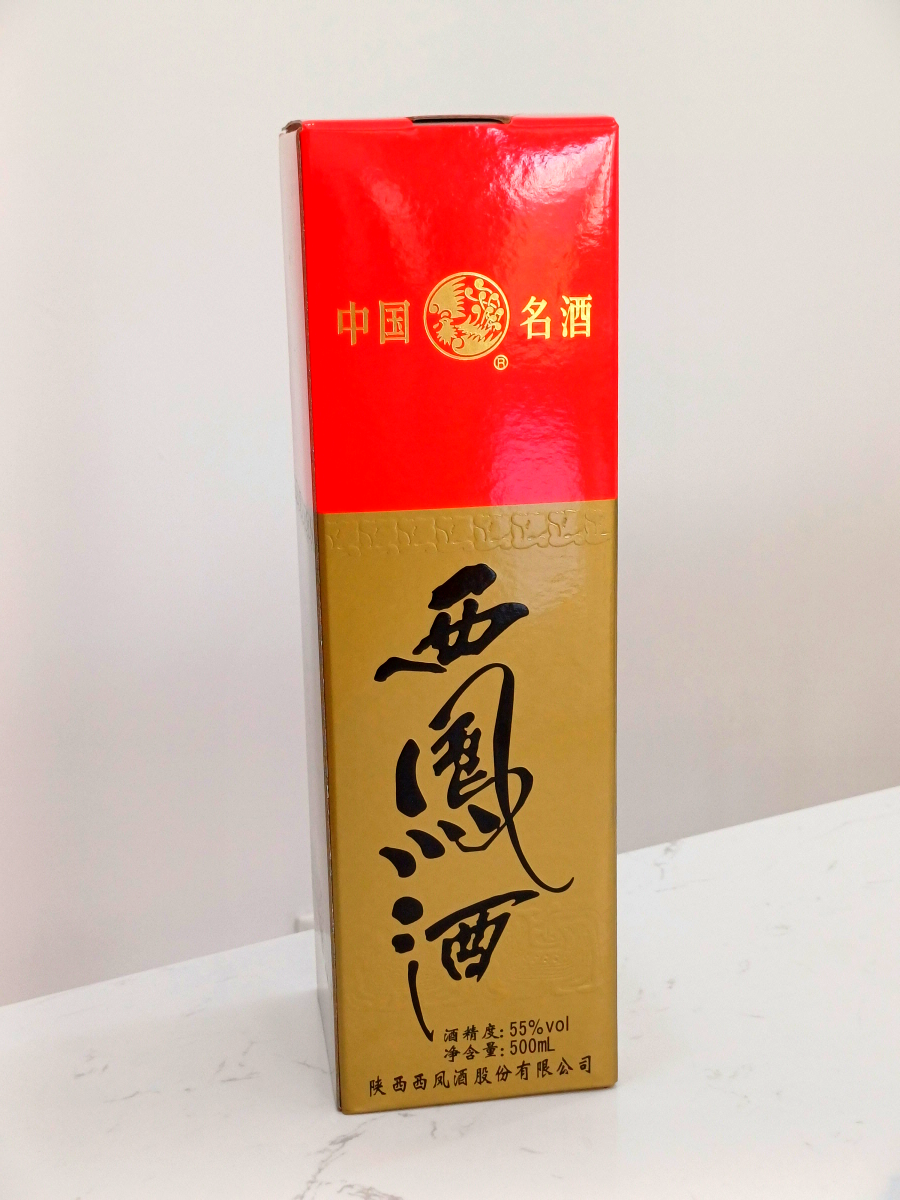 中国 名酒
®
西鳳酒
酒精度:55%vol
净含量:500mL
陕西西凤酒股份有限公司